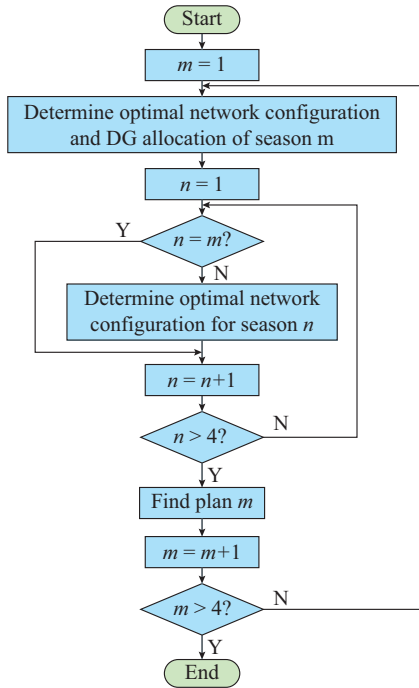 Start
m = 1
Determine optimal network configuration
and DG allocation of season m
n = 1
Y
n = m?
N
Determine optimal network
configuration for season n
n = n+1
n > 4?
N
Y
Find plan m
m = m+1
m > 4?
N
Y
End